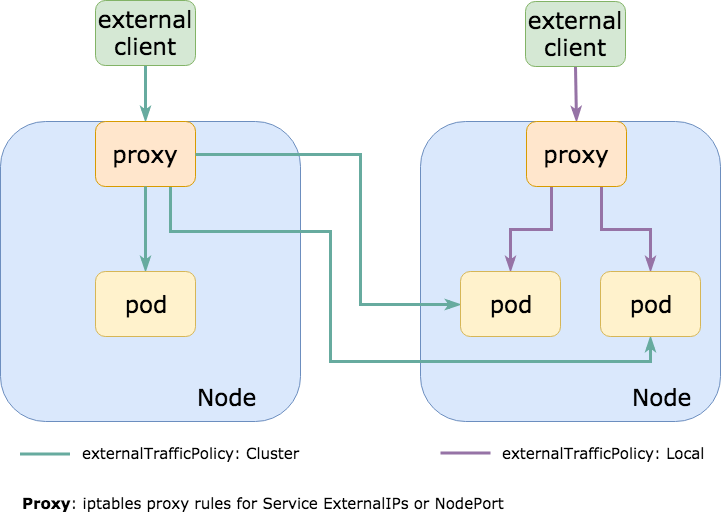 external
client
external
client
proxy
proxy
pod
pod
pod
Node
Node
externalTrafficPolicy: Cluster
externalTrafficPolicy: Local
Proxy: iptables proxy rules for Service ExternalIPs or NodePort